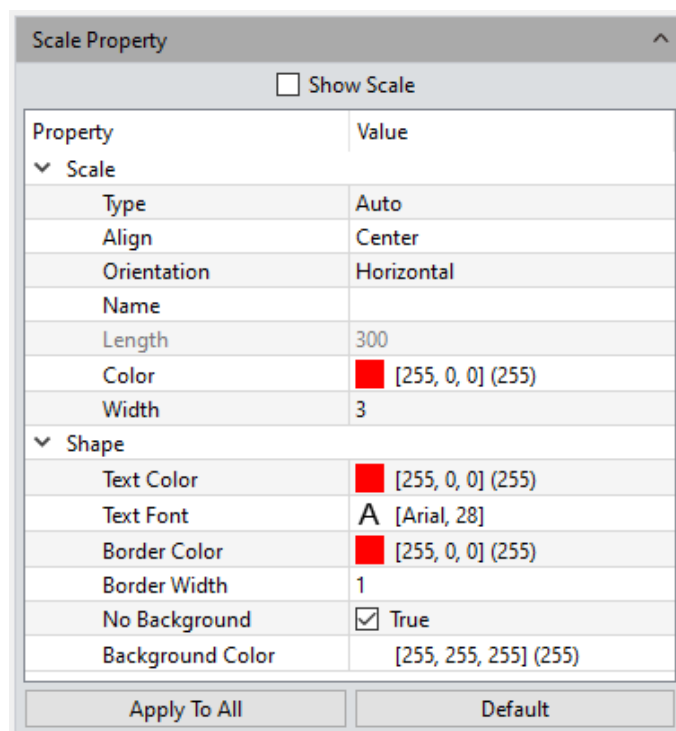 Scale Property
Show Scale
Property Value
Scale
Type Auto
Align Center
Orientation Horizontal
Name
Length 300
Color [255, 0, 0] (255)
Width 3
Shape
Text Color [255, 0, 0] (255)
Text Font A [Arial, 28]
Border Color [255, 0, 0] (255)
Border Width 1
No Background True
Background Color [255, 255, 255] (255)
Apply To All Default